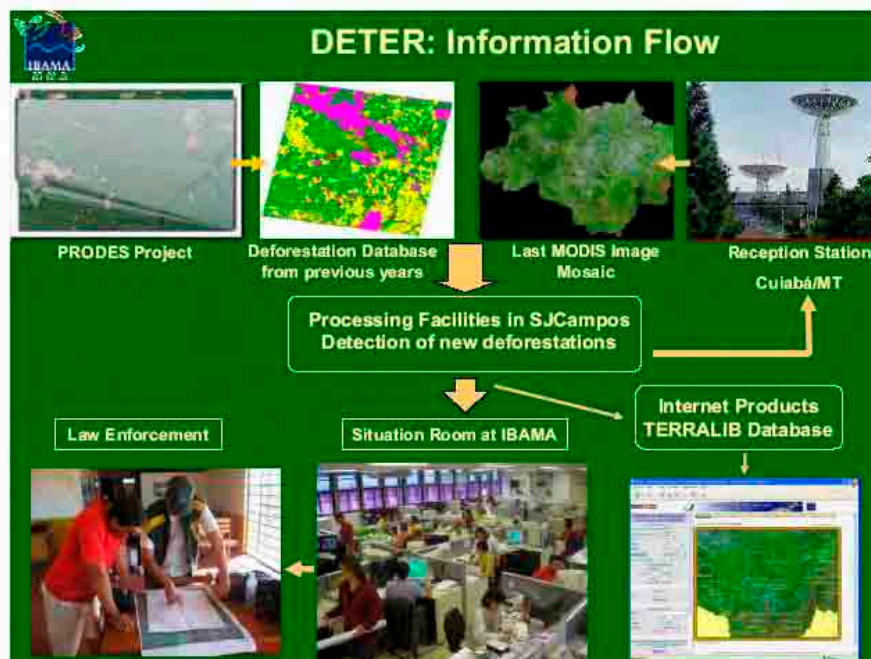 DETER: Information Flow
IBAMA
PRODES Project
Deforestation Database
from previous years
Last MODIS Image
Mosaic
Reception Station
Cuiabá/MT
Processing Facilities in SJCampos
Detection of new deforestations
Law Enforcement
Situation Room at IBAMA
Internet Products
TERRALIB Database